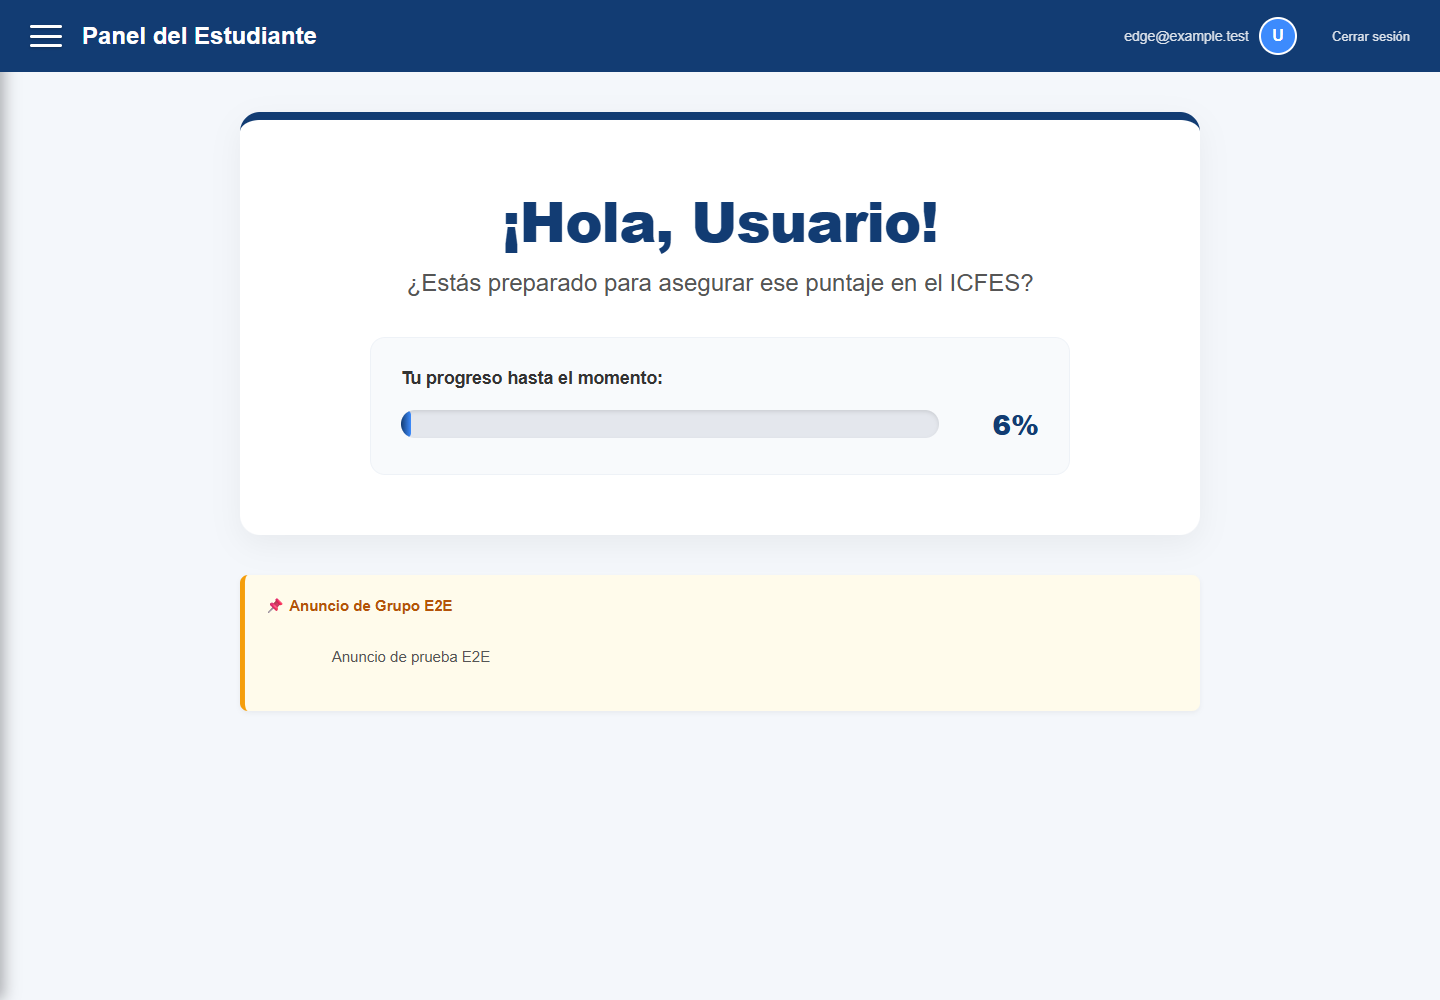 Panel del Estudiante
edge@example.test
U
Cerrar sesión
¡Hola, Usuario!
¿Estás preparado para asegurar ese puntaje en el ICFES?
Tu progreso hasta el momento:
6%
📌 Anuncio de Grupo E2E
Anuncio de prueba E2E